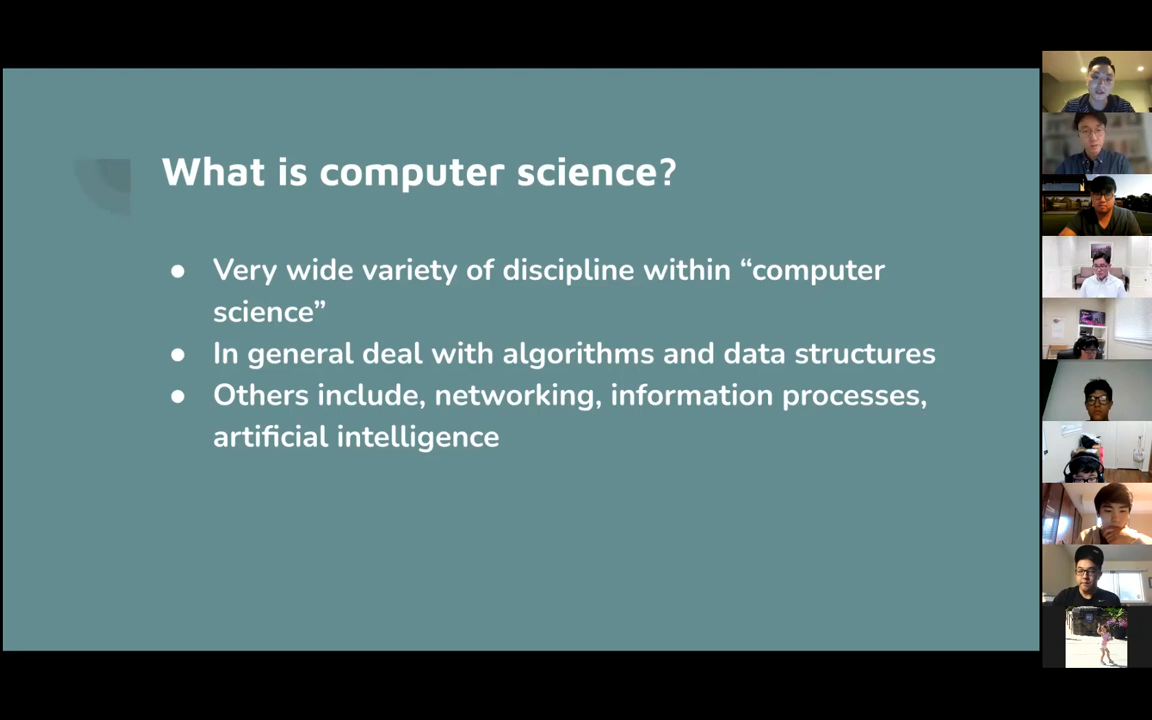 What is computer science?
● Very wide variety of discipline within “computer
science”
● In general deal with algorithms and data structures
● Others include, networking, information processes,
artificial intelligence